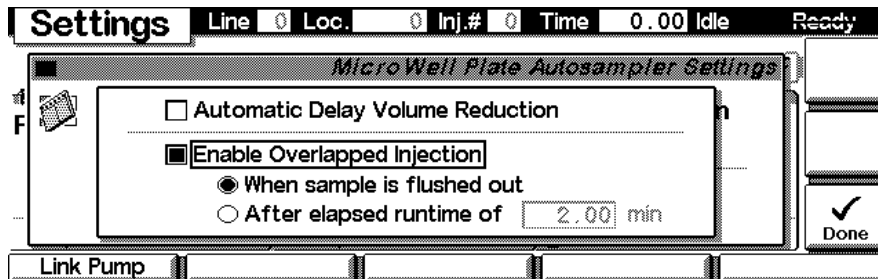 Settings Line 0 Loc. 0 Inj.# 0 Time 0.00 Idle Ready
MicroWell Plate Autosampler Settings
F
Automatic Delay Volume Reduction
n
Enable Overlapped Injection
When sample is flushed out
After elapsed runtime of 2.00 min
Done
Link Pump